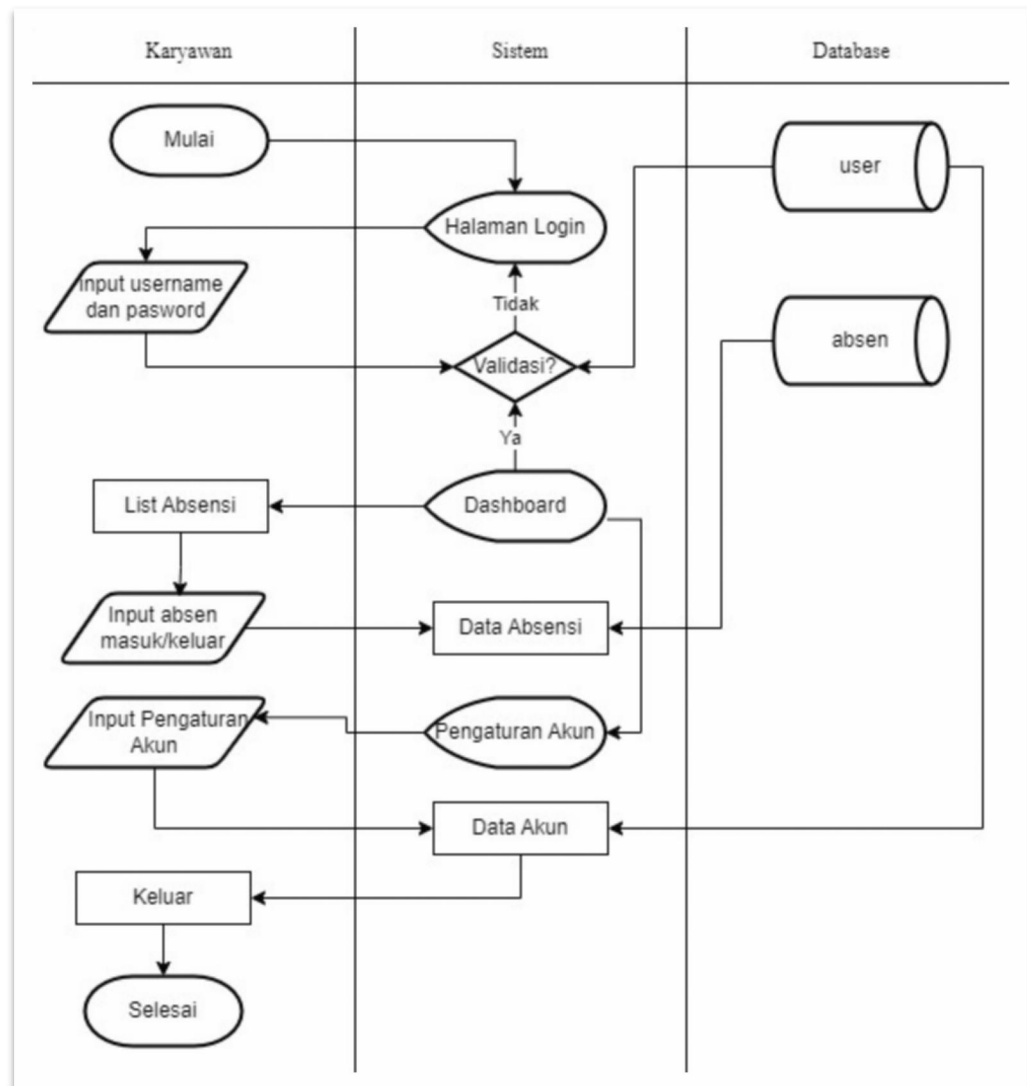 Karyawan
Sistem
Database
Mulai
user
Halaman Login
Input username
dan pasword
Tidak
absen
Validasi?
Ya
List Absensi
Dashboard
Input absen
masuk/keluar
Data Absensi
Input Pengaturan
Akun
Pengaturan Akun
Data Akun
Keluar
Selesai